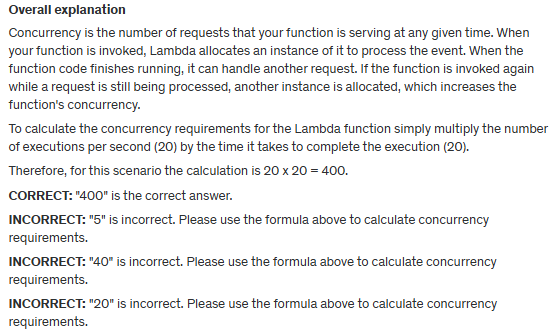 Overall explanation
Concurrency is the number of requests that your function is serving at any given time. When
your function is invoked, Lambda allocates an instance of it to process the event. When the
function code finishes running, it can handle another request. If the function is invoked again
while a request is still being processed, another instance is allocated, which increases the
function's concurrency.
To calculate the concurrency requirements for the Lambda function simply multiply the number
of executions per second (20) by the time it takes to complete the execution (20).
Therefore, for this scenario the calculation is 20 x 20 = 400.
CORRECT: "400" is the correct answer.
INCORRECT: "5" is incorrect. Please use the formula above to calculate concurrency
requirements.
INCORRECT: "40" is incorrect. Please use the formula above to calculate concurrency
requirements.
INCORRECT: "20" is incorrect. Please use the formula above to calculate concurrency
requirements.